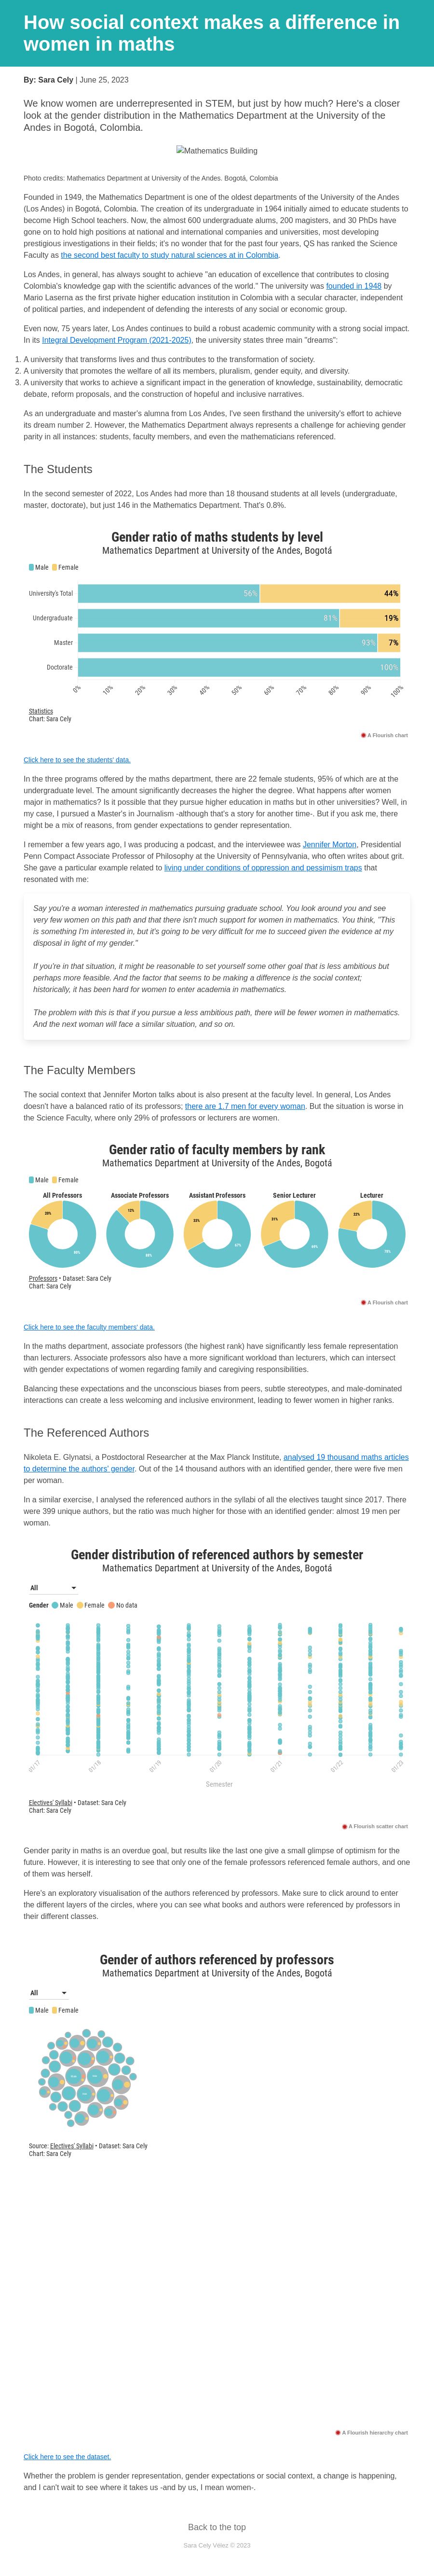 How social context makes a difference in
women in maths
By: Sara Cely | June 25, 2023
We know women are underrepresented in STEM, but just by how much? Here's a closer
look at the gender distribution in the Mathematics Department at the University of the
Andes in Bogotá, Colombia.
Mathematics Building
Photo credits: Mathematics Department at University of the Andes. Bogotá, Colombia
Founded in 1949, the Mathematics Department is one of the oldest departments of the University of the Andes
(Los Andes) in Bogotá, Colombia. The created of its undergraduate in 1964 initially aimed to educate students to
become High School teachers. Now, the almost 600 undergraduate alums, 200 magisters, and 30 PhDs have
gone on to hold high positions at national and international companies and universities, most developing
prestigious investigations in their fields; it's no wonder that for the past four years, QS has ranked the Science
Faculty as the second best faculty to study natural sciences at in Colombia.
Los Andes, in general, has always sought to achieve "an education of excellence that contributes to closing
Colombia's knowledge gap with the scientific advances of the world." The university was founded in 1948 by
Mario Laserna as the first private higher education institution in Colombia with a secular character, independent
of political parties, and independent of defending the interests of any social or economic group.
Even now, 75 years later, Los Andes continues to build a robust academic community with a strong social impact.
In its Integral Development Program (2021-2025), the university states three main "dreams":
1. A university that transforms lives and thus contributes to the transformation of society.
2. A university that promotes the welfare of all its members, pluralism, gender equity, and diversity.
3. A university that works to achieve a significant impact in the generation of knowledge, sustainability, democratic
debate, reform proposals, and the construction of hopeful and inclusive narratives.
As an undergraduate and master's alumna from Los Andes, I've seen firsthand the university's effort to achieve
its dream number 2. However, the Mathematics Department always represents a challenge for achieving gender
parity in all instances: students, faculty members, and even the mathematicians referenced.
The Students
In the second semester of 2022, Los Andes had more than 18 thousand students at all levels (undergraduate,
master, doctorate), but just 146 in the Mathematics Department. That's 0.8%.
Gender ratio of maths students by level
Mathematics Department at University of the Andes, Bogotá
Male Female
University's Total 56% 44%
Undergraduate 81% 19%
Master 93% 7%
Doctorate 100%
0% 10% 20% 30% 40% 50% 60% 70% 80% 90% 100%
Statistics
Chart: Sara Cely
A Flourish chart
Click here to see the students' data.
In the three programs offered by the maths department, there are 22 female students, 95% of which are at the
undergraduate level. The amount significantly decreases the higher the degree. What happens after women
major in mathematics? Is it possible that they pursue higher education in maths but in other universities? Well, in
my case, I pursued a Master's in Journalism -although that's a story for another time-. But if you ask me, there
might be a mix of reasons, from gender expectations to gender representation.
I remember a few years ago, I was producing a podcast, and the interviewee was Jennifer Morton, Presidential
Penn Compact Associate Professor of Philosophy at the University of Pennsylvania, who often writes about grit.
She gave a particular example related to living under conditions of oppression and pessimism traps that
resonated with me:
Say you're a woman interested in mathematics pursuing graduate school. You look around you and see
very few women on this path and that there isn't much support for women in mathematics. You think, "This
is something I'm interested in, but it's going to be very difficult for me to succeed given the evidence at my
disposal in light of my gender."
If you're in that situation, it might be reasonable to set yourself some other goal that is less ambitious but
perhaps more feasible. And the factor that seems to be making a difference is the social context;
historically, it has been hard for women to enter academia in mathematics.
The problem with this is that if you pursue a less ambitious path, there will be fewer women in mathematics.
And the next woman will face a similar situation, and so on.
The Faculty Members
The social context that Jennifer Morton talks about is also present at the faculty level. In general, Los Andes
doesn't have a balanced ratio of its professors; there are 1.7 men for every woman. But the situation is worse in
the Science Faculty, where only 29% of professors or lecturers are women.
Gender ratio of faculty members by rank
Mathematics Department at University of the Andes, Bogotá
Male Female
All Professors Associate Professors Assistant Professors Senior Lecturer Lecturer
Professors • Dataset: Sara Cely
Chart: Sara Cely
A Flourish chart
Click here to see the faculty members' data.
In the maths department, associate professors (the highest rank) have significantly less female representation
than lecturers. Associate professors also have a more significant workload than lecturers, which can intersect
with gender expectations of women regarding family and caregiving responsibilities.
Balancing these expectations and the unconscious biases from peers, subtle stereotypes, and male-dominated
interactions can create a less welcoming and inclusive environment, leading to fewer women in higher ranks.
The Referenced Authors
Nikoleta E. Glynatsi, a Postdoctoral Researcher at the Max Planck Institute, analysed 19 thousand maths articles
to determine the authors' gender. Out of the 14 thousand authors with an identified gender, there were five men
per woman.
In a similar exercise, I analysed the referenced authors in the syllabi of all the electives taught since 2017. There
were 399 unique authors, but the ratio was much higher for those with an identified gender: almost 19 men per
woman.
Gender distribution of referenced authors by semester
Mathematics Department at University of the Andes, Bogotá
All
Gender Male Female No data
01/17 01/18 01/19 01/20 01/21 01/22 01/23
Semester
Electives' Syllabi • Dataset: Sara Cely
Chart: Sara Cely
A Flourish scatter chart
Gender parity in maths is an overdue goal, but results like the last one give a small glimpse of optimism for the
future. However, it is interesting to see that only one of the female professors referenced female authors, and one
of them was herself.
Here's an exploratory visualisation of the authors referenced by professors. Make sure to click around to enter
the different layers of the circles, where you can see what books and authors were referenced by professors in
their different classes.
Gender of authors referenced by professors
Mathematics Department at University of the Andes, Bogotá
All
Male Female
Source: Electives' Syllabi • Dataset: Sara Cely
Chart: Sara Cely
A Flourish hierarchy chart
Click here to see the dataset.
Whether the problem is gender representation, gender expectations or social context, a change is happening,
and I can't wait to see where it takes us -and by us, I mean women-.
Back to the top
Sara Cely Vélez © 2023